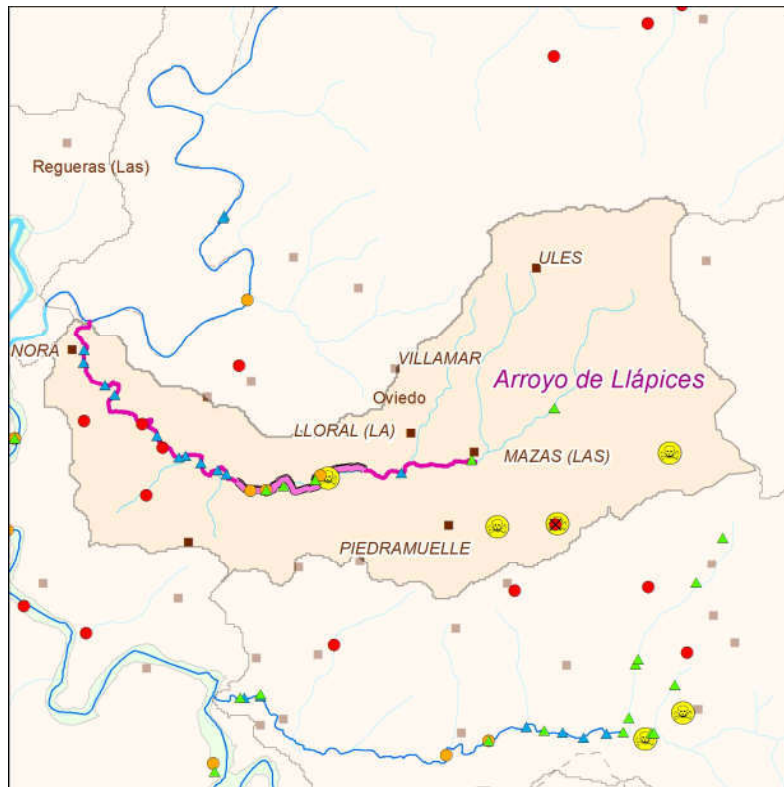 Regueras (Las)
ULES
NORA
VILLAMAR
Arroyo de Llápices
Oviedo
LLORAL (LA)
MAZAS (LAS)
PIEDRAMUELLE